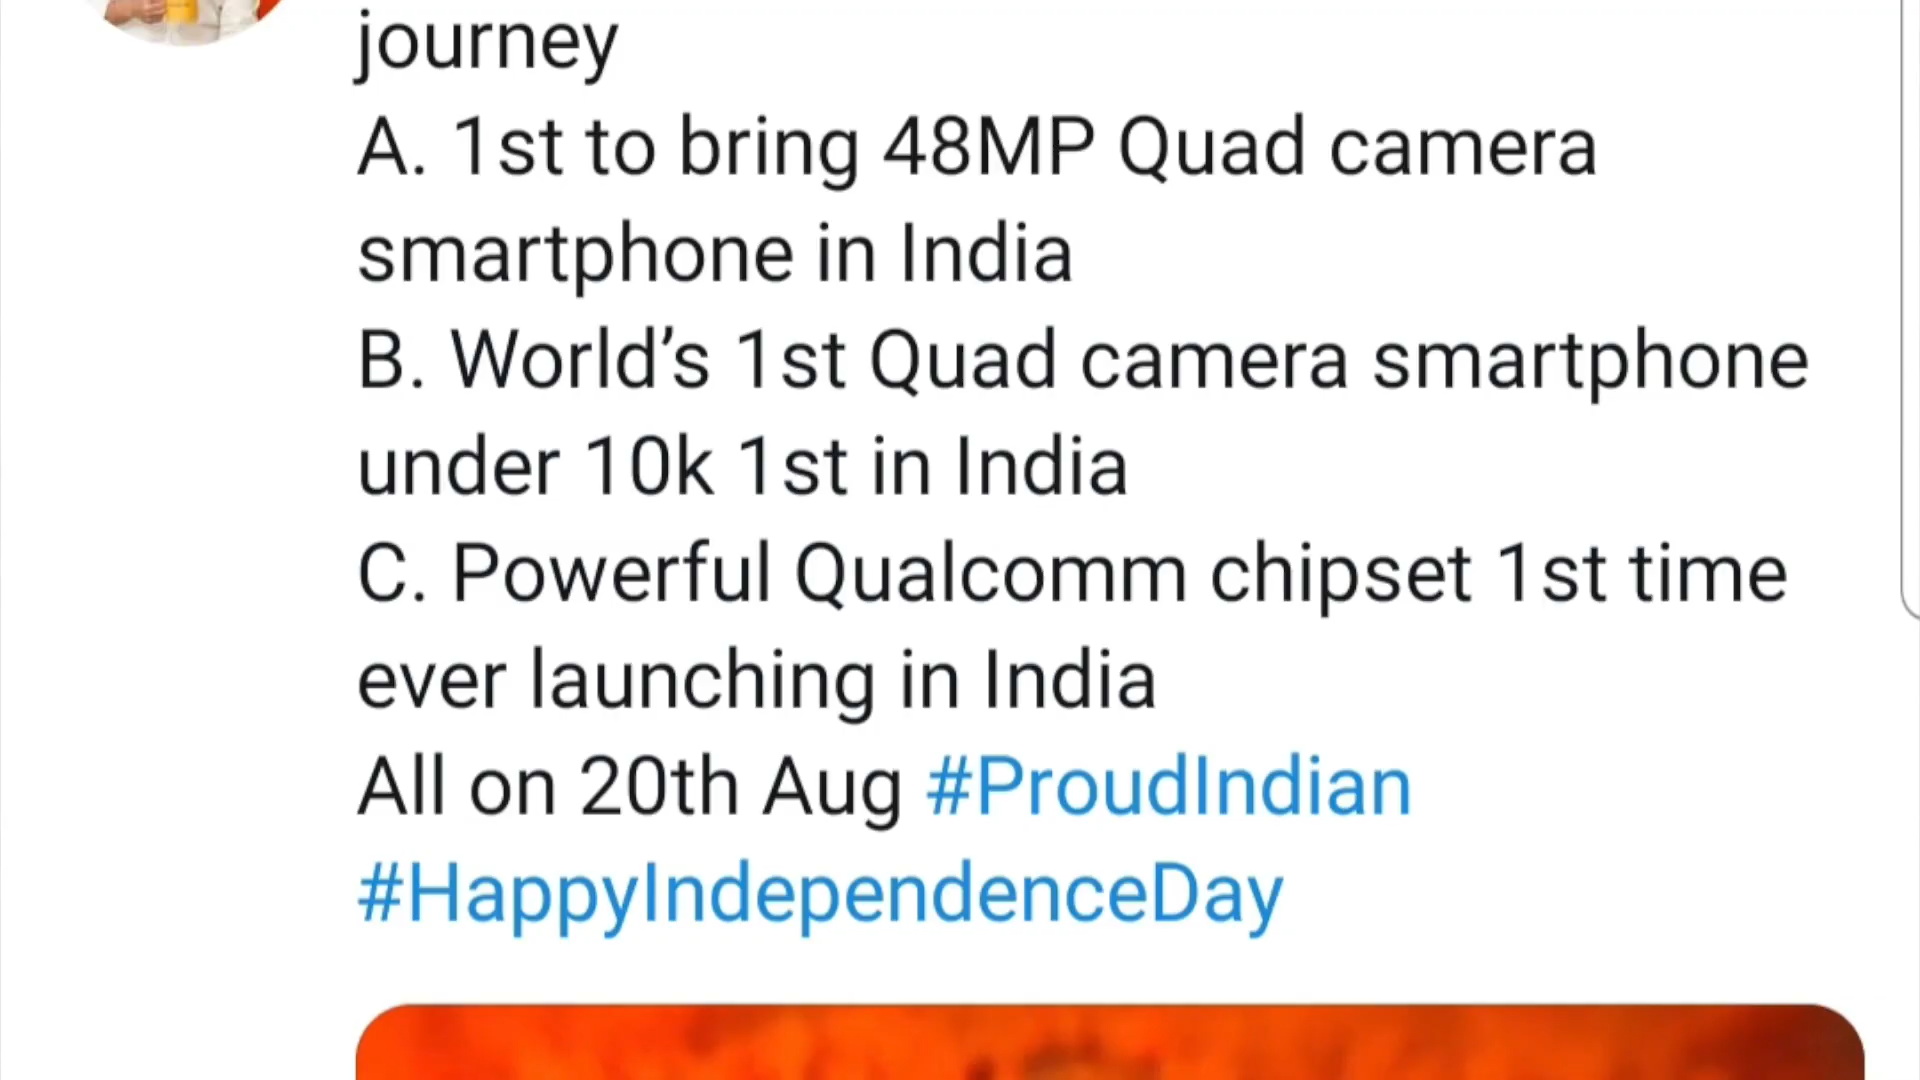 journey
A. 1st to bring 48MP Quad camera
smartphone in India
B. World’s 1st Quad camera smartphone
under 10k 1st in India
C. Powerful Qualcomm chipset 1st time
ever launching in India
All on 20th Aug #ProudIndian
#HappyIndependenceDay